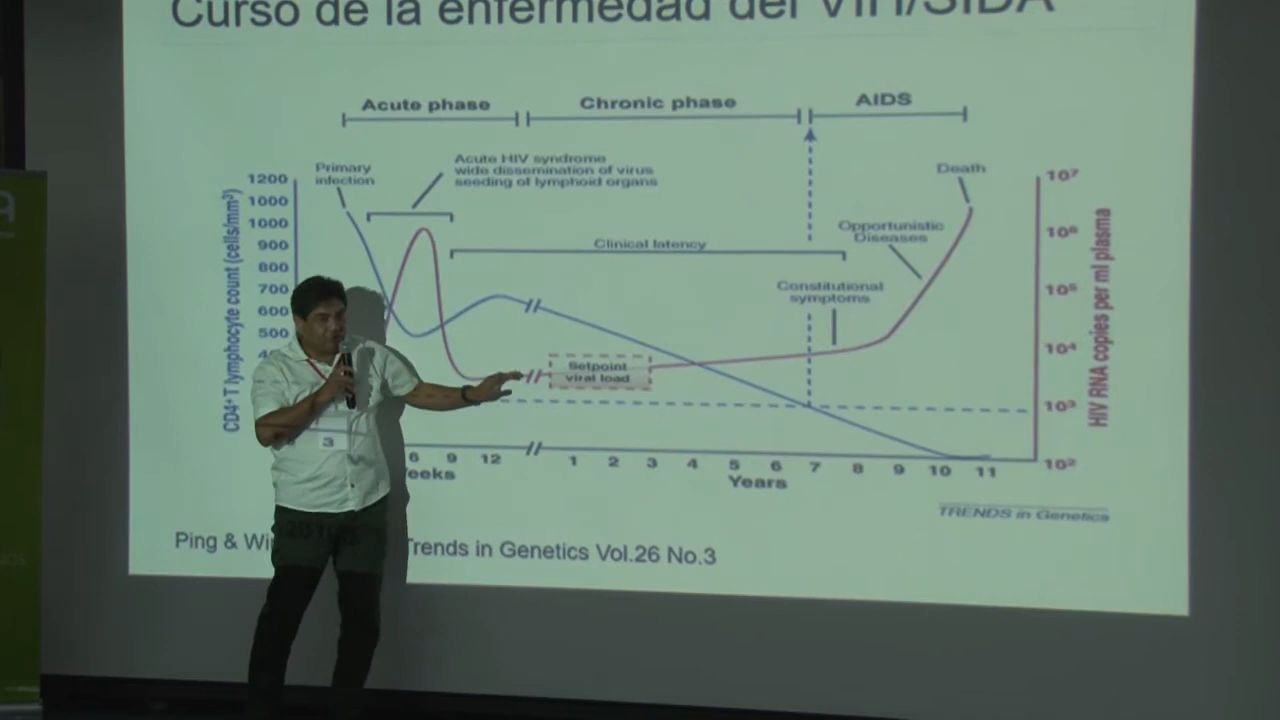 Curso de la enfermedad del VIH/SIDA
Acute phase
Chronic phase
AIDS
Primary
infection
Acute HIV syndrome
wide dissemination of virus
seeding of lymphoid organs
Death
Opportunistic
Diseases
Clinical latency
Constitutional
symptoms
Setpoint
viral load
CD4+ T lymphocyte count (cells/mm³)
1200
1000
1000
900
800
700
600
500
HIV RNA copies per ml plasma
10⁷
10⁶
10⁵
10⁴
10³
10²
3
6 9 12
eeks
1 2 3 4 5 6 7 8 9 10 11
Years
TRENDS in Genetics
Ping & Trends in Genetics Vol.26 No.3